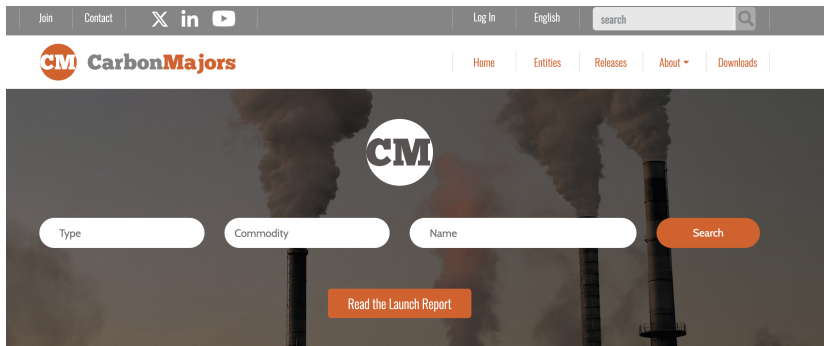 Join Contact X in Log In English search
CM CarbonMajors Home Entities Releases About Downloads
CM
Type Commodity Name Search
Read the Launch Report